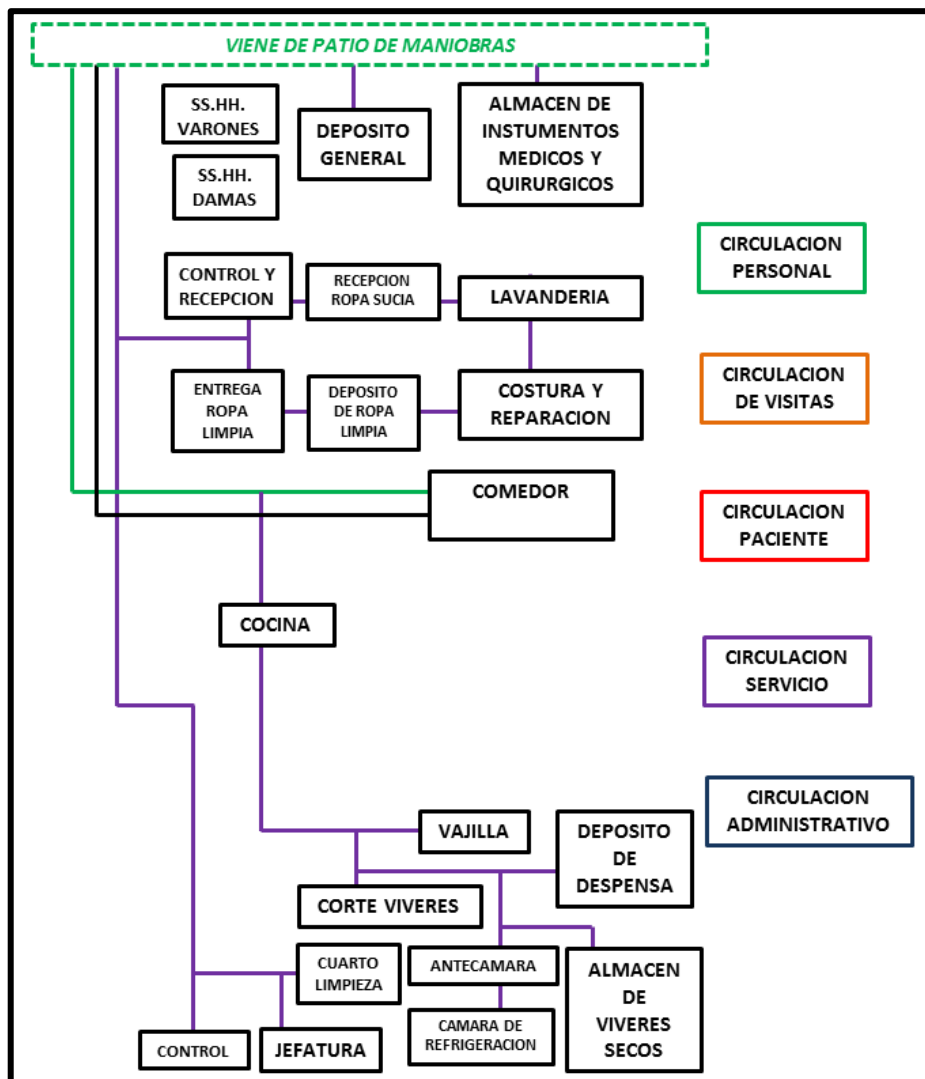 VIENE DE PATIO DE MANIOBRAS
SS.HH.
VARONES
DEPOSITO
GENERAL
ALMACEN DE
INSTUMENTOS
MEDICOS Y
QUIRURGICOS
SS.HH.
DAMAS
CIRCULACION
PERSONAL
CONTROL Y
RECEPCION
RECEPCION
ROPA SUCIA
LAVANDERIA
CIRCULACION
DE VISITAS
ENTREGA
ROPA
LIMPIA
DEPOSITO
DE ROPA
LIMPIA
COSTURA Y
REPARACION
COMEDOR
CIRCULACION
PACIENTE
COCINA
CIRCULACION
SERVICIO
CIRCULACION
ADMINISTRATIVO
VAJILLA
DEPOSITO
DE
DESPENSA
CORTE VIVERES
CUARTO
LIMPIEZA
ANTECAMARA
ALMACEN
DE
VIVERES
SECOS
CONTROL
JEFATURA
CAMARA DE
REFRIGERACION